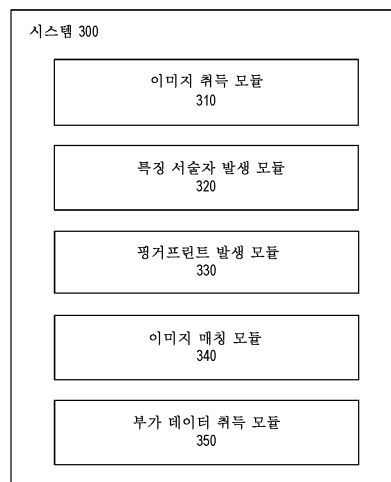 시스템 300
이미지 취득 모듈
310
특징 서술자 발생 모듈
320
핑거프린트 발생 모듈
330
이미지 매칭 모듈
340
부가 데이터 취득 모듈
350